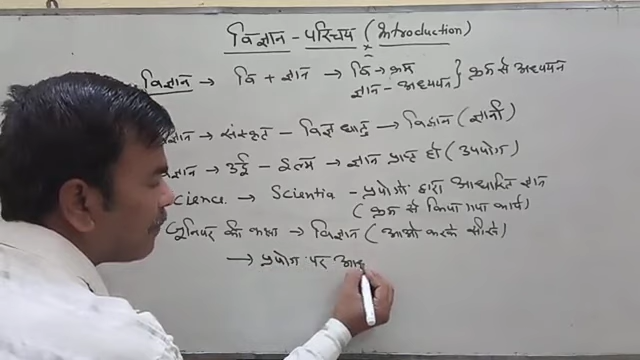 विज्ञान - परिचय (Introduction)
विज्ञान → वि + ज्ञान → वि → क्रम
ज्ञान - अध्ययन } क्रम से अध्ययन
ज्ञान → संस्कृत - विज्ञ धातु → विज्ञान (ज्ञानी)
ज्ञान → उर्दू - इल्म → ज्ञान प्राप्त हो (उपयोग)
cience → Scientia - प्रयोगो द्वारा आधारित ज्ञान
(क्रम से किया गया कार्य)
जूनियर की कक्षा → विज्ञान (आओ करके सीखे)
→ प्रयोग पर